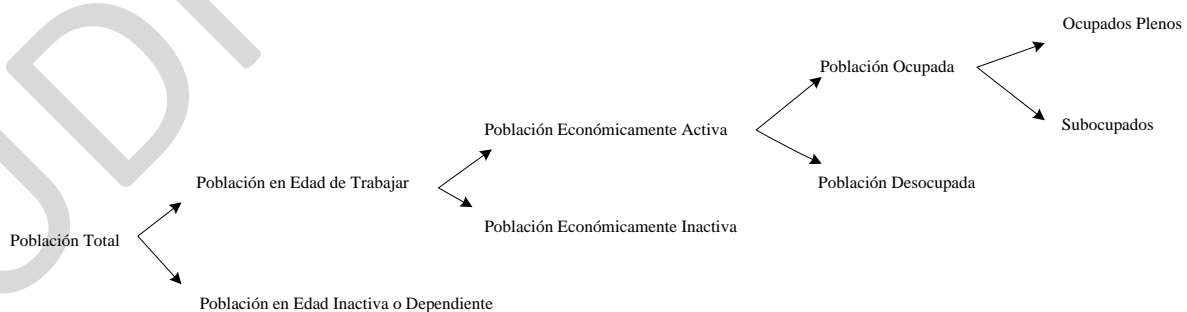 Ocupados Plenos
Población Ocupada
Subocupados
Población Económicamente Activa
Población Desocupada
Población en Edad de Trabajar
Población Económicamente Inactiva
Población Total
Población en Edad Inactiva o Dependiente